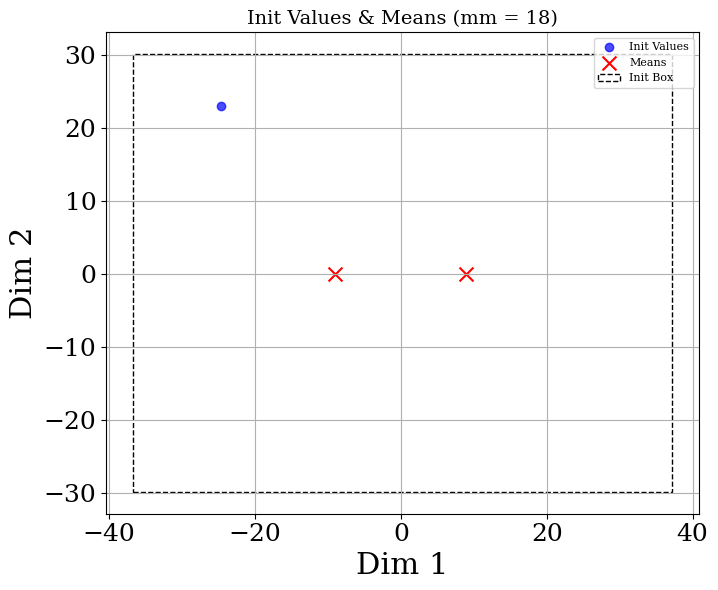 Init Values & Means (mm = 18)
Init Values
Means
Init Box
30
20
10
0
−10
−20
−30
Dim 2
−40
−20
0
20
40
Dim 1